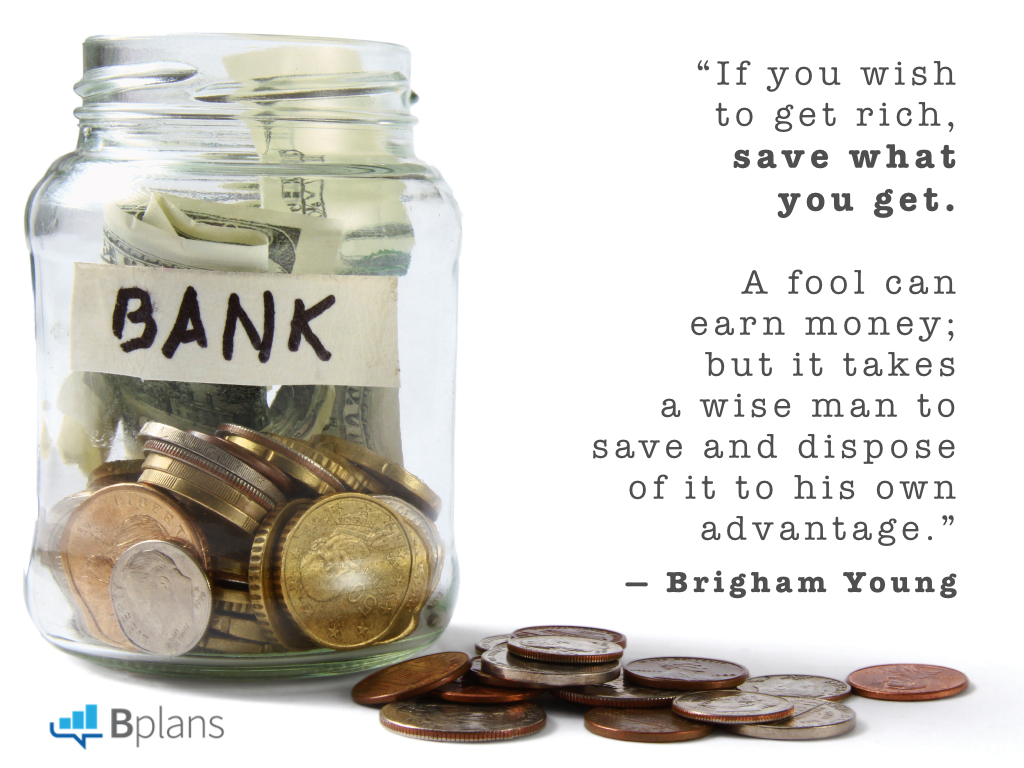 “If you wish
to get rich,
save what
you get.
A fool can
earn money;
but it takes
a wise man to
save and dispose
of it to his own
advantage.”
— Brigham Young
BANK
Bplans